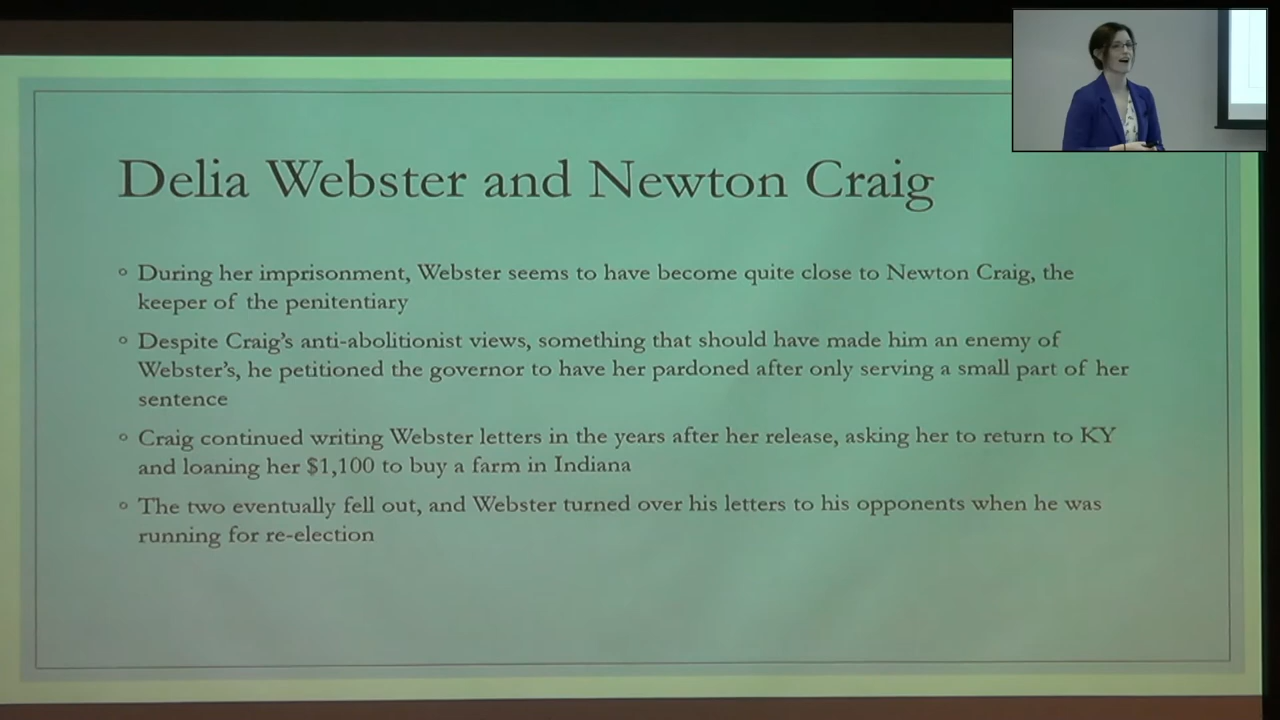 Delia Webster and Newton Craig
During her imprisonment, Webster seems to have become quite close to Newton Craig, the
keeper of the penitentiary
Despite Craig's anti-abolitionist views, something that should have made him an enemy of
Webster's, he petitioned the governor to have her pardoned after only serving a small part of her
sentence
Craig continued writing Webster letters in the years after her release, asking her to return to KY
and loaning her $1,100 to buy a farm in Indiana
The two eventually fell out, and Webster turned over his letters to his opponents when he was
running for re-election